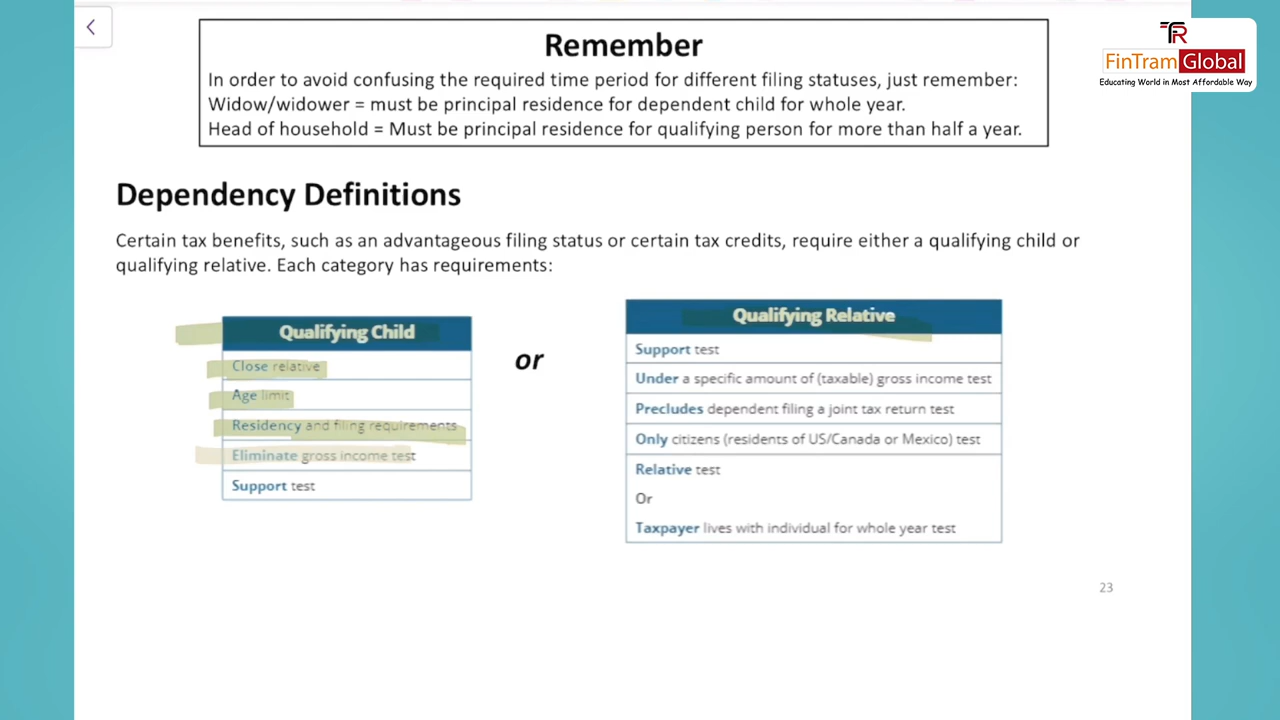 FinTram Global
Educating World in Most Affordable Way
Remember
In order to avoid confusing the required time period for different filing statuses, just remember:
Widow/widower = must be principal residence for dependent child for whole year.
Head of household = Must be principal residence for qualifying person for more than half a year.
Dependency Definitions
Certain tax benefits, such as an advantageous filing status or certain tax credits, require either a qualifying child or
qualifying relative. Each category has requirements:
Qualifying Child
Close relative
Age limit
Residency and filing requirements
Eliminate gross income test
Support test
or
Qualifying Relative
Support test
Under a specific amount of (taxable) gross income test
Precludes dependent filing a joint tax return test
Only citizens (residents of US/Canada or Mexico) test
Relative test
Or
Taxpayer lives with individual for whole year test
23